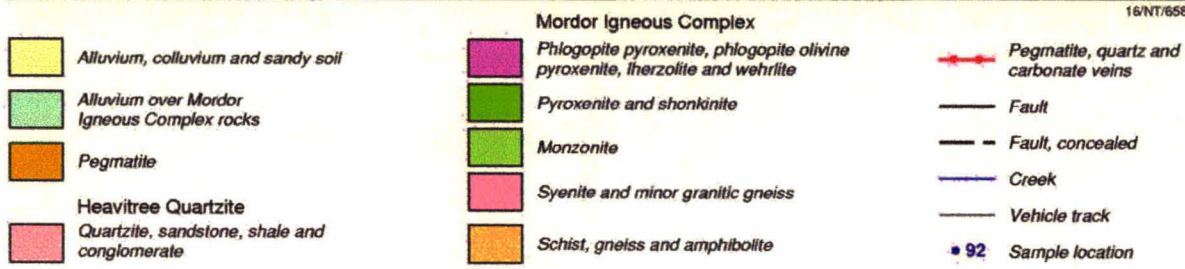 16/NT/658
Alluvium, colluvium and sandy soil
Alluvium over Mordor
Igneous Complex rocks
Pegmatite
Heavitree Quartzite
Quartzite, sandstone, shale and
conglomerate
Mordor Igneous Complex
Phlogopite pyroxenite, phlogopite olivine
pyroxenite, lherzolite and wehrlite
Pyroxenite and shonkinite
Monzonite
Syenite and minor granitic gneiss
Schist, gneiss and amphibolite
Pegmatite, quartz and
carbonate veins
Fault
Fault, concealed
Creek
Vehicle track
92 Sample location